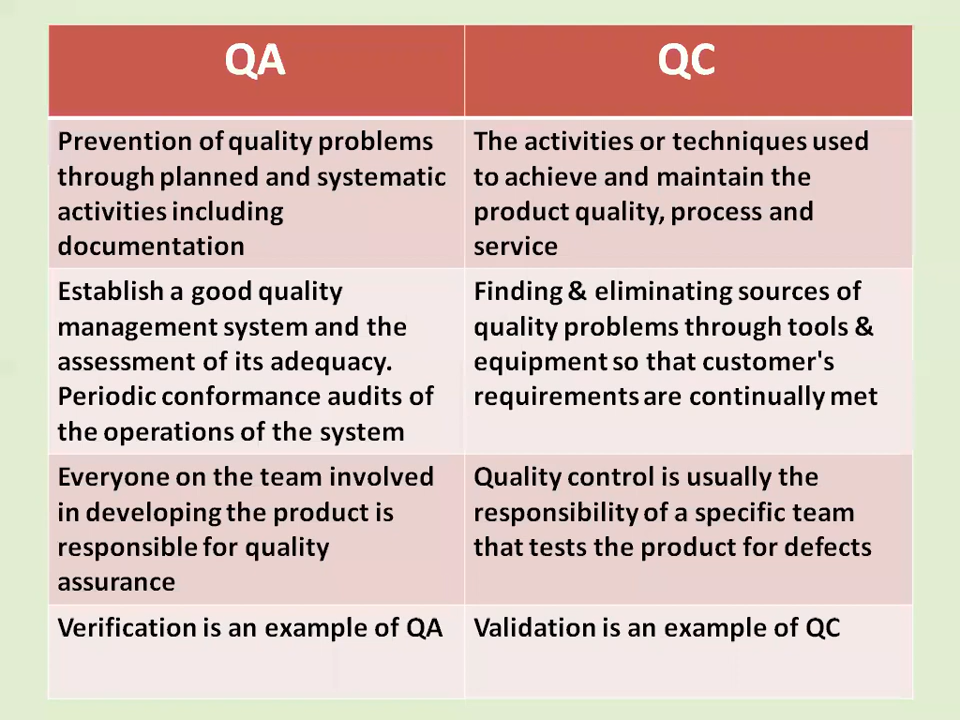 QA
QC
Prevention of quality problems
through planned and systematic
activities including
documentation
The activities or techniques used
to achieve and maintain the
product quality, process and
service
Establish a good quality
management system and the
assessment of its adequacy.
Periodic conformance audits of
the operations of the system
Finding & eliminating sources of
quality problems through tools &
equipment so that customer's
requirements are continually met
Everyone on the team involved
in developing the product is
responsible for quality
assurance
Quality control is usually the
responsibility of a specific team
that tests the product for defects
Verification is an example of QA
Validation is an example of QC